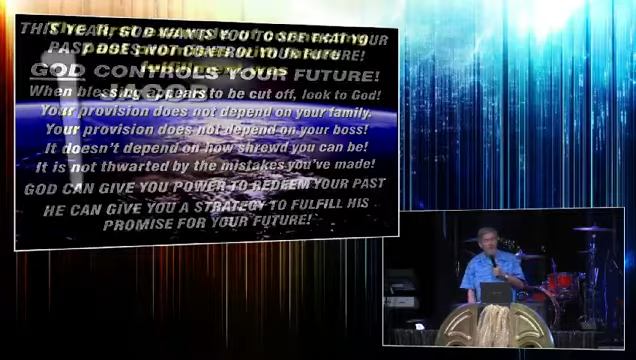 THIS YEAR, GOD WANTS YOU TO SEE THAT YOUR
PAST DOES NOT CONTROL YOUR FUTURE!
GOD CONTROLS YOUR FUTURE!
When blessing appears to be cut off, look to God!
Your provision does not depend on your family.
Your provision does not depend on your boss!
It doesn't depend on how shrewd you can be!
It is not thwarted by the mistakes you've made!
GOD CAN GIVE YOU POWER TO REDEEM YOUR PAST
HE CAN GIVE YOU A STRATEGY TO FULFILL HIS
PROMISE FOR YOUR FUTURE!